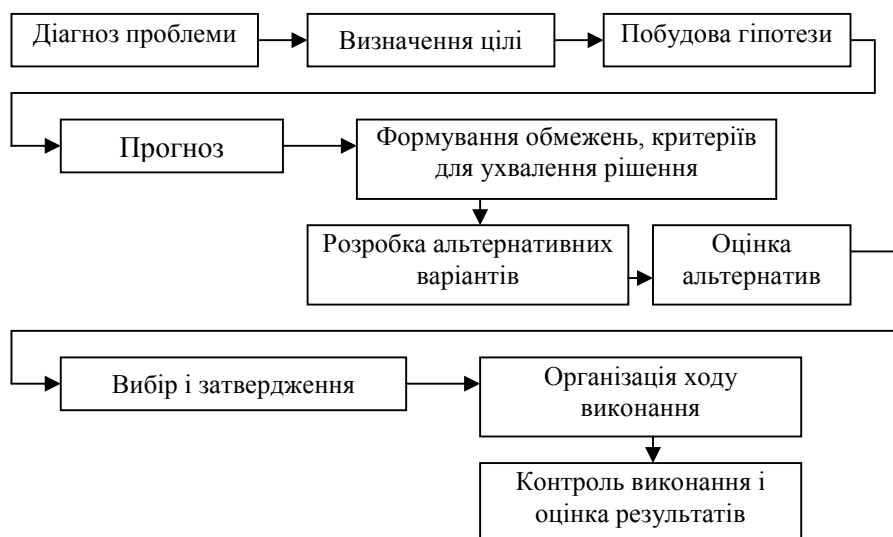 Діагноз проблеми
Визначення цілі
Побудова гіпотези
Прогноз
Формування обмежень, критеріїв
для ухвалення рішення
Розробка альтернативних
варіантів
Оцінка
альтернатив
Вибір і затвердження
Організація ходу
виконання
Контроль виконання і
оцінка результатів